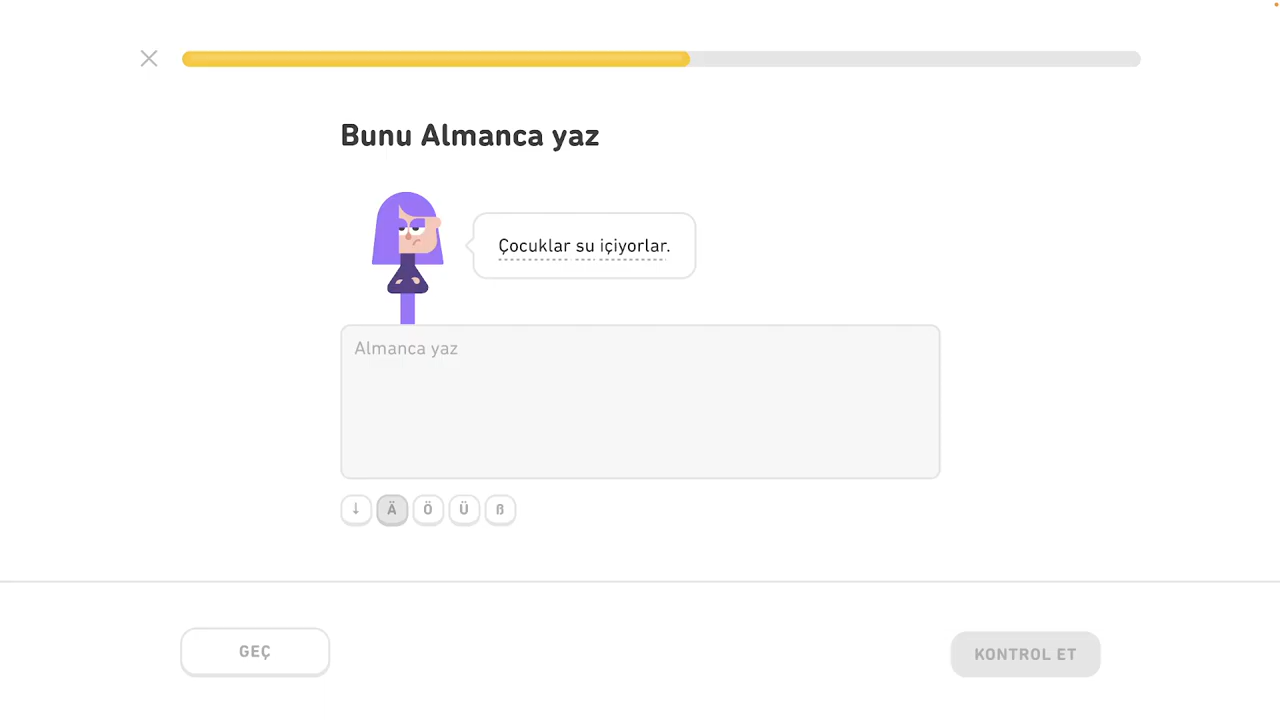 Bunu Almanca yaz
Çocuklar su içiyorlar.
Almanca yaz
↓ Ä Ö Ü ß
GEÇ
KONTROL ET